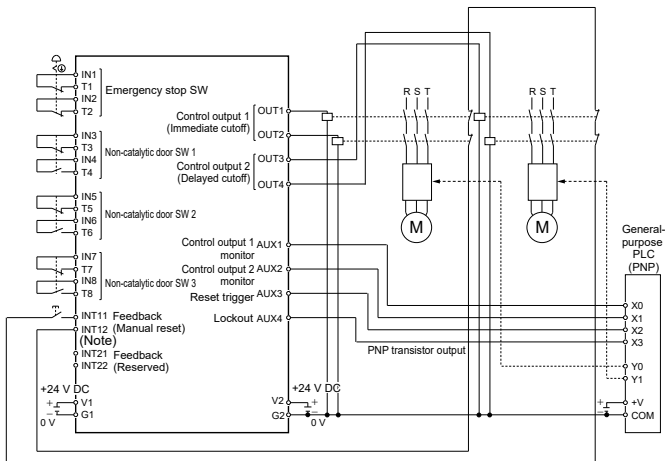 IN1
T1
IN2
T2
Emergency stop SW
IN3
T3
IN4
T4
Non-catalytic door SW 1
IN5
T5
IN6
T6
Non-catalytic door SW 2
IN7
T7
IN8
T8
Non-catalytic door SW 3
INT11 Feedback
INT12 (Manual reset)
(Note)
INT21 Feedback
INT22 (Reserved)
+24 V DC
+
−
0 V
V1
G1
Control output 1
(Immediate cutoff)
OUT1
OUT2
Control output 2
(Delayed cutoff)
OUT3
OUT4
Control output 1
monitor
AUX1
Control output 2
monitor
AUX2
Reset trigger AUX3
Lockout AUX4
PNP transistor output
V2
G2
+24 V DC
+
−
0 V
R S T
M
R S T
M
General-
purpose
PLC
(PNP)
X0
X1
X2
X3
Y0
Y1
+
−
+V
COM